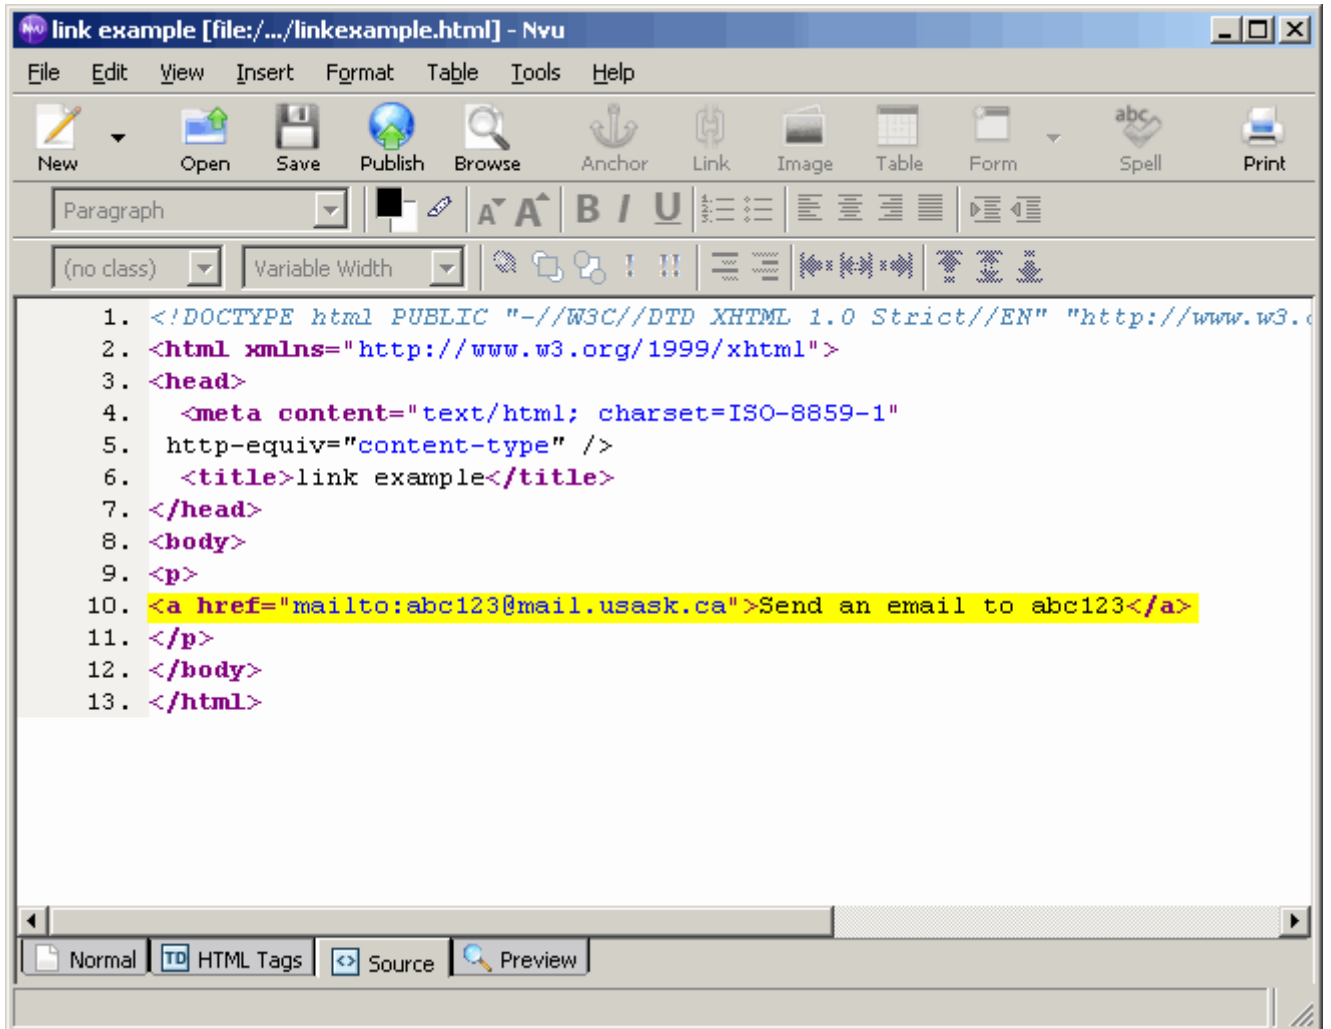 link example [file:/.../linkexample.html] - Nvu
File Edit View Insert Format Table Tools Help
New Open Save Publish Browse Anchor Link Image Table Form Spell Print
Paragraph
(no class) Variable Width
1. <!DOCTYPE html PUBLIC "-//W3C//DTD XHTML 1.0 Strict//EN" "http://www.w3.
2. <html xmlns="http://www.w3.org/1999/xhtml">
3. <head>
4. <meta content="text/html; charset=ISO-8859-1"
5. http-equiv="content-type" />
6. <title>link example</title>
7. </head>
8. <body>
9. <p>
10. <a href="mailto:abc123@mail.usask.ca">Send an email to abc123</a>
11. </p>
12. </body>
13. </html>
Normal HTML Tags Source Preview